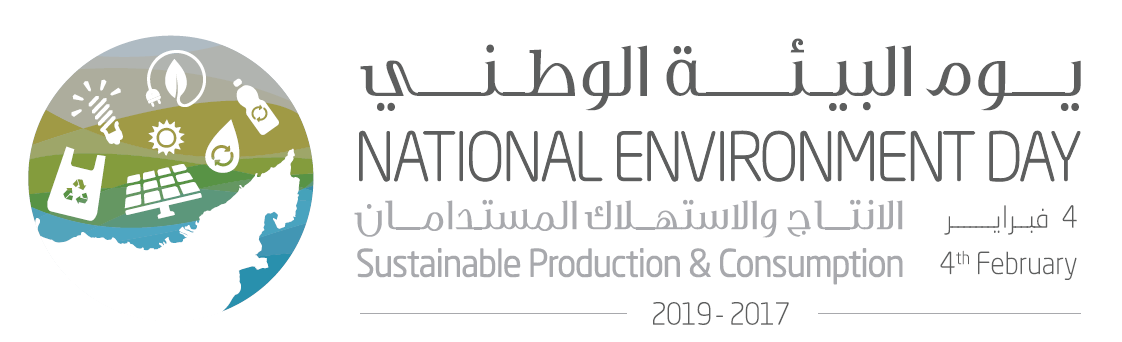 يوم البيئة الوطني
NATIONAL ENVIRONMENT DAY
الانتاج والاستهلاك المستدامان
4 فبراير
Sustainable Production & Consumption
4th February
2019 - 2017